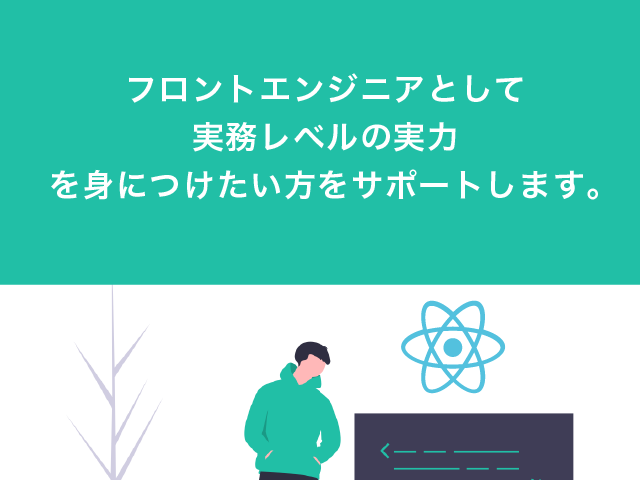 フロントエンジニアとして
実務レベルの実力
を身につけたい方をサポートします。